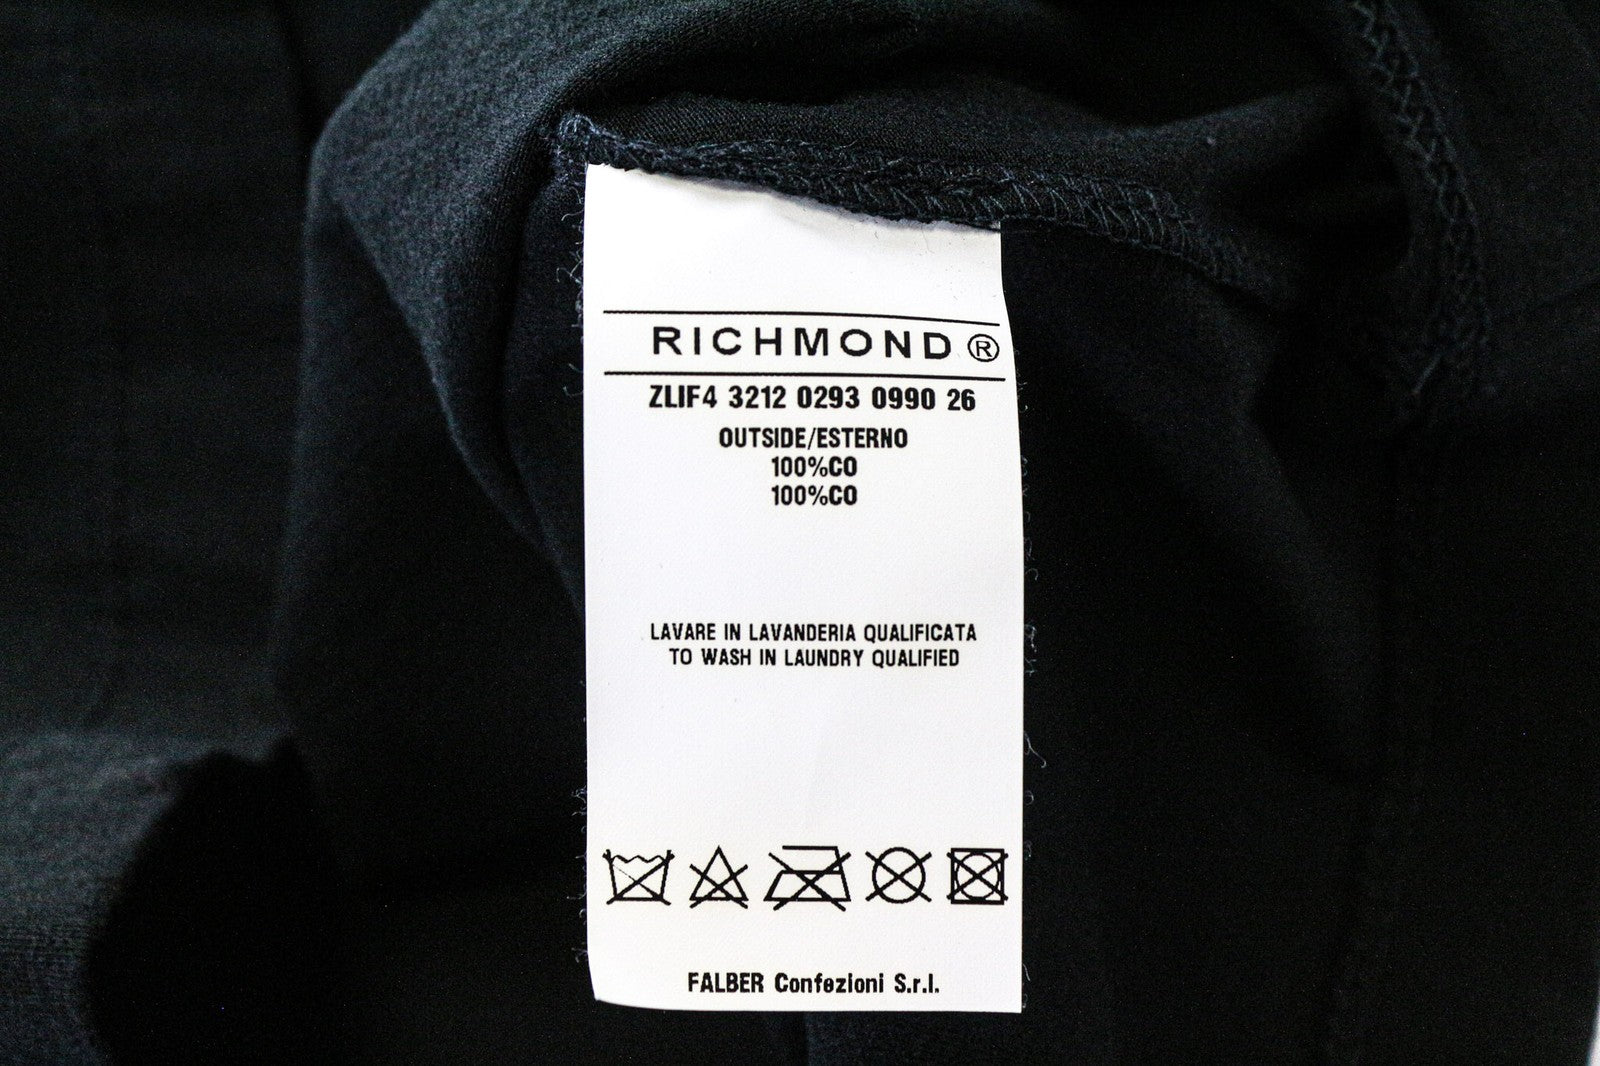 RICHMOND®
ZLIF4 3212 0293 0990 26
OUTSIDE/ESTERNO
100%CO
100%CO
LAVARE IN LAVANDERIA QUALIFICATA
TO WASH IN LAUNDRY QUALIFIED
FALBER Confezioni S.r.l.